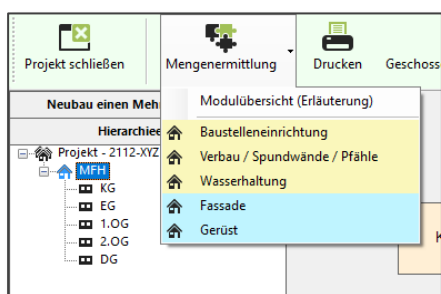 Projekt schließen
Mengenermittlung
Drucken
Geschoss
Neubau einen Meh
Modulübersicht (Erläuterung)
Hierarchiee
Baustelleneinrichtung
Projekt - 2112-XYZ
Verbau / Spundwände / Pfähle
MFH
Wasserhaltung
KG
EG
Fassade
1.OG
Gerüst
2.OG
DG
K